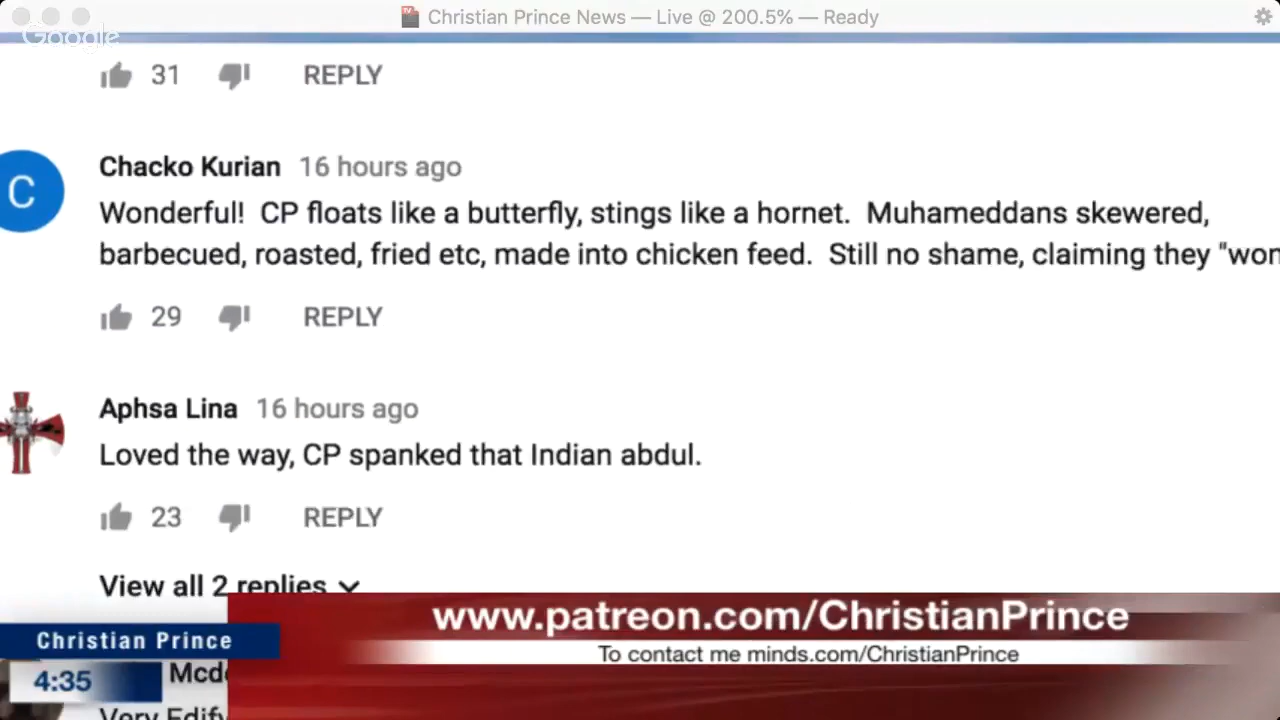 Christian Prince News — Live @ 200.5% — Ready
Google
31 REPLY
C
Chacko Kurian 16 hours ago
Wonderful! CP floats like a butterfly, stings like a hornet. Muhameddans skewered,
barbecued, roasted, fried etc, made into chicken feed. Still no shame, claiming they "won
29 REPLY
Aphsa Lina 16 hours ago
Loved the way, CP spanked that Indian abdul.
23 REPLY
View all 2 replies
www.patreon.com/ChristianPrince
Christian Prince
To contact me minds.com/ChristianPrince
4:35
Very